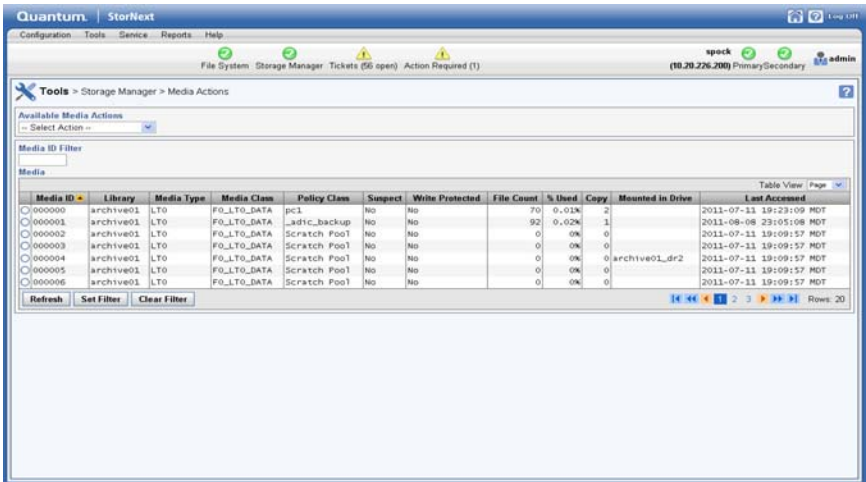 Quantum. StorNext Log Off
Configuration Tools Service Reports Help
File System Storage Manager Tickets (56 open) Action Required (1)
spock
(10.20.226.200) Primary Secondary admin
Tools > Storage Manager > Media Actions
Available Media Actions
-- Select Action --
Media ID Filter
Media
Table View Page
Media ID Library Media Type Media Class Policy Class Suspect Write Protected File Count % Used Copy Mounted in Drive Last Accessed
000000 archive01 LTO F0_LTO_DATA pc1 No No 70 0.01% 2 2011-07-11 19:23:09 MDT
000001 archive01 LTO F0_LTO_DATA _adic_backup No No 92 0.02% 1 2011-08-08 23:05:08 MDT
000002 archive01 LTO F0_LTO_DATA Scratch Pool No No 0 0% 0 2011-07-11 19:09:57 MDT
000003 archive01 LTO F0_LTO_DATA Scratch Pool No No 0 0% 0 2011-07-11 19:09:57 MDT
000004 archive01 LTO F0_LTO_DATA Scratch Pool No No 0 0% 0 archive01_dr2 2011-07-11 19:09:57 MDT
000005 archive01 LTO F0_LTO_DATA Scratch Pool No No 0 0% 0 2011-07-11 19:09:57 MDT
000006 archive01 LTO F0_LTO_DATA Scratch Pool No No 0 0% 0 2011-07-11 19:09:57 MDT
Refresh Set Filter Clear Filter 1 2 3 Rows: 20